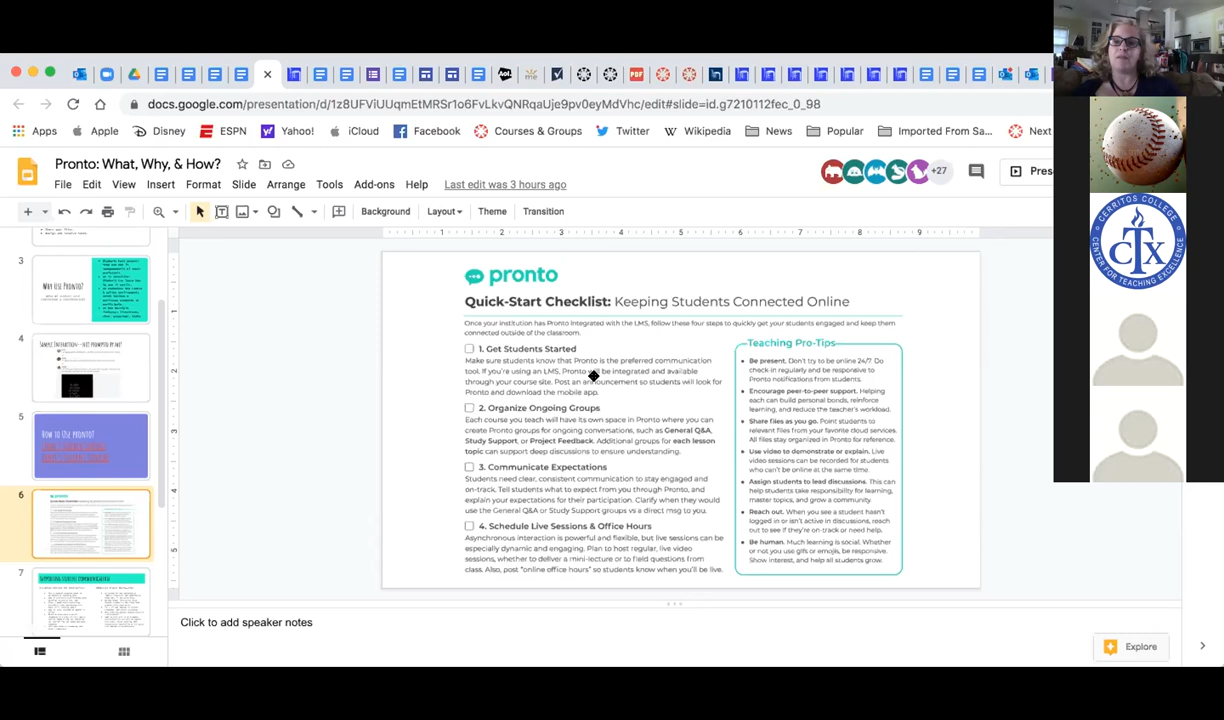 docs.google.com/presentation/d/1z8UFViUUqmEtMRSr1o6FvLkvQNRqaUje9pv0eyMdVhc/edit#slide=id.g7210112fec_0_98
Apps Apple Disney ESPN Yahoo! iCloud Facebook Courses & Groups Twitter Wikipedia News Popular Imported From Sa... Next
Pronto: What, Why, & How?
+27
File Edit View Insert Format Slide Arrange Tools Add-ons Help Last edit was 3 hours ago
Background Layout Theme Transition
1 2 3 4 5 6 7 8 9
pronto
Quick-Start Checklist: Keeping Students Connected Online
Once your institution has Pronto integrated with the LMS, follow these four steps to quickly get your students engaged and keep them
connected outside of the classroom.
1. Get Students Started
Make sure students know that Pronto is the preferred communication
tool. If you're using an LMS, Pronto will be integrated and available
through your course site. Post an announcement so students will look for
Pronto and download the mobile app.
2. Organize Ongoing Groups
Each course you teach will have its own space in Pronto where you can
create Pronto groups for ongoing conversations, such as General Q&A,
Study Support, or Project Feedback. Additional groups for each lesson
topic can support deep discussions to ensure understanding.
3. Communicate Expectations
Students need clear, consistent communication to stay engaged and
on-track. Tell students what to expect from you through Pronto, and
explain your expectations for their participation. Clarify when they would
use the General Q&A or Study Support groups vs a direct msg to you.
4. Schedule Live Sessions & Office Hours
Asynchronous interaction is powerful and flexible, but live sessions can be
especially dynamic and engaging. Plan to host regular, live video
sessions, whether to deliver a mini-lecture or to field questions from
class. Also, post "online office hours" so students know when you'll be live.
Teaching Pro-Tips
Be present. Don't try to be online 24/7. Do
check in regularly and be responsive to
Pronto notifications from students.
Encourage peer-to-peer support. Helping
each can build personal bonds, reinforce
learning, and reduce the teacher's workload.
Share files as you go. Point students to
relevant files from your favorite cloud services.
All files stay organized in Pronto for reference.
Use video to demonstrate or explain. Live
video sessions can be recorded for students
who can't be online at the same time.
Assign students to lead discussions. This can
help students take responsibility for learning,
master topics, and grow a community.
Reach out. When you see a student hasn't
logged in or isn't active in discussions, reach
out to see if they're on-track or need help.
Be human. Much learning is social. Whether
or not you use gifs or emojis, be responsive.
Show interest, and help all students grow.
3
Why use Pronto?
4
5
How to Use Pronto?
6
7
Click to add speaker notes
Explore
CERRITOS COLLEGE
CTX
CENTER FOR TEACHING EXCELLENCE